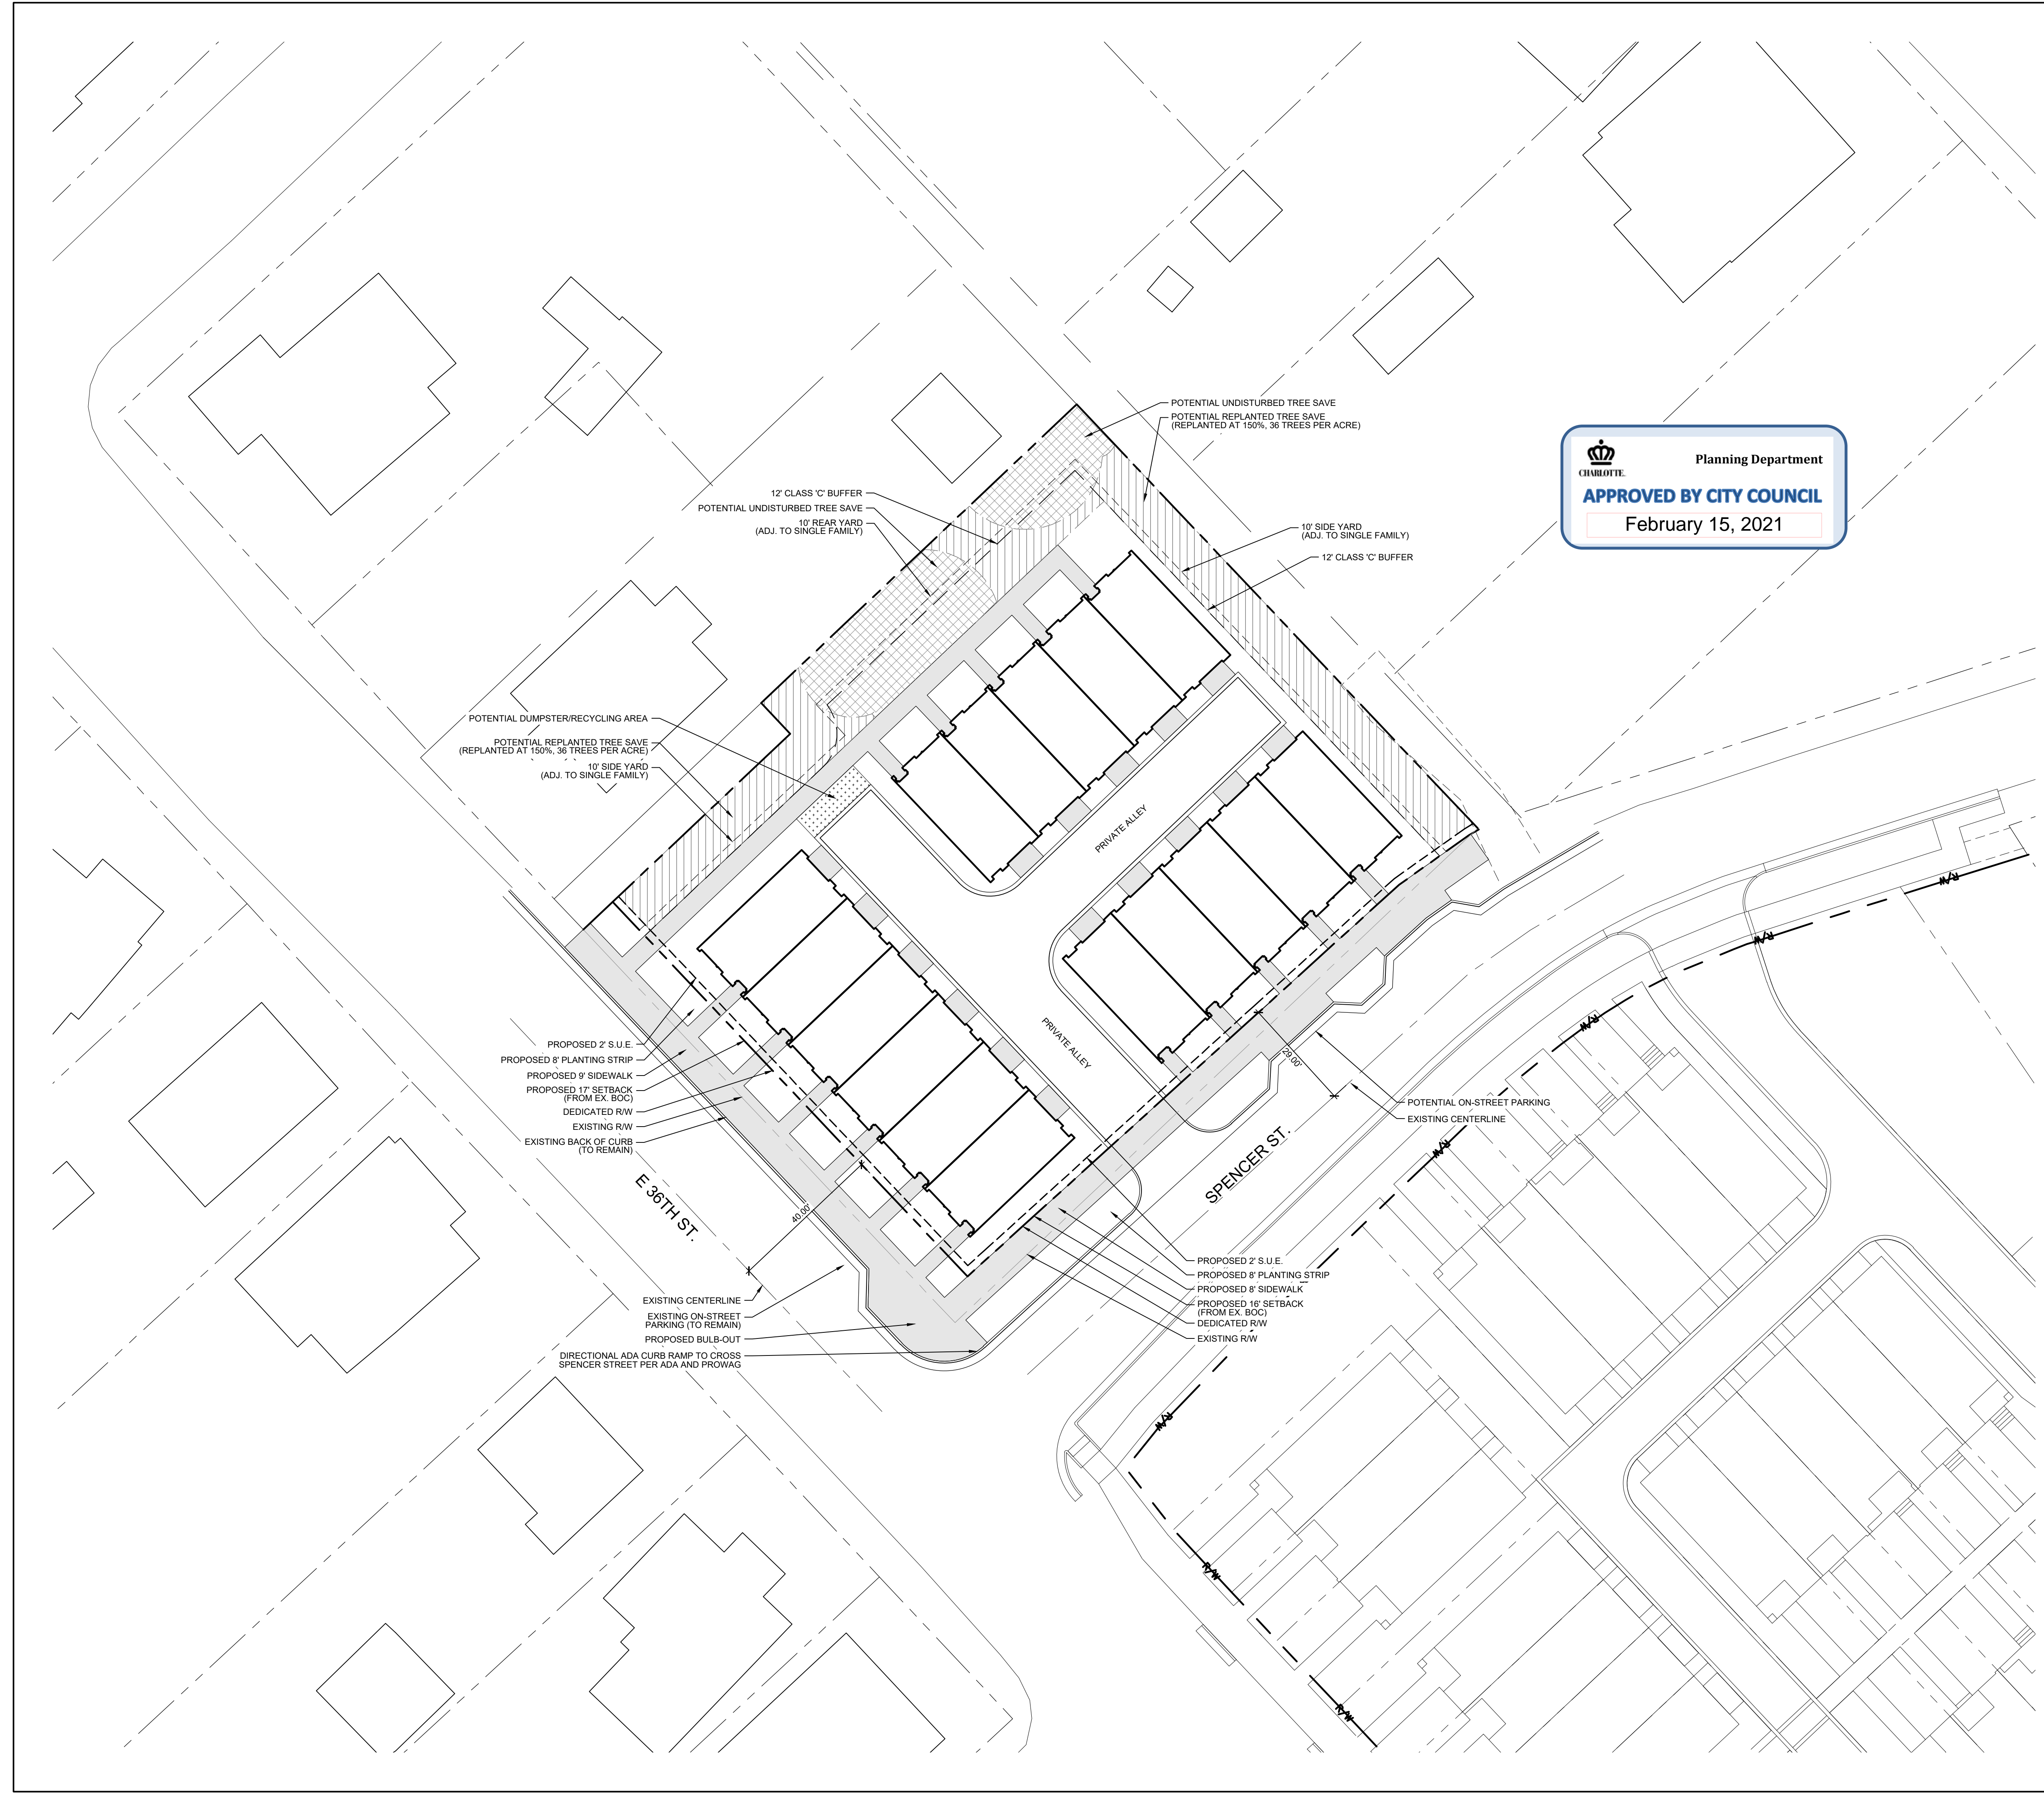 POTENTIAL UNDISTURBED TREE SAVE
POTENTIAL REPLANTED TREE SAVE
(REPLANTED AT 150%, 36 TREES PER ACRE)
CHARLOTTE.
Planning Department
APPROVED BY CITY COUNCIL
February 15, 2021
12' CLASS 'C' BUFFER
POTENTIAL UNDISTURBED TREE SAVE
10' REAR YARD
(ADJ. TO SINGLE FAMILY)
10' SIDE YARD
(ADJ. TO SINGLE FAMILY)
12' CLASS 'C' BUFFER
POTENTIAL DUMPSTER/RECYCLING AREA
POTENTIAL REPLANTED TREE SAVE
(REPLANTED AT 150%, 36 TREES PER ACRE)
10' SIDE YARD
(ADJ. TO SINGLE FAMILY)
PRIVATE ALLEY
PRIVATE ALLEY
R/W
R/W
R/W
R/W
R/W
R/W
R/W
PROPOSED 2' S.U.E.
PROPOSED 8' PLANTING STRIP
PROPOSED 9' SIDEWALK
PROPOSED 17' SETBACK
(FROM EX. BOC)
DEDICATED R/W
EXISTING R/W
EXISTING BACK OF CURB
(TO REMAIN)
29.00'
POTENTIAL ON-STREET PARKING
EXISTING CENTERLINE
SPENCER ST.
E 36TH ST.
40.00'
PROPOSED 2' S.U.E.
PROPOSED 8' PLANTING STRIP
PROPOSED 8' SIDEWALK
PROPOSED 16' SETBACK
(FROM EX. BOC)
DEDICATED R/W
EXISTING R/W
EXISTING CENTERLINE
EXISTING ON-STREET
PARKING (TO REMAIN)
PROPOSED BULB-OUT
DIRECTIONAL ADA CURB RAMP TO CROSS
SPENCER STREET PER ADA AND PROWAG